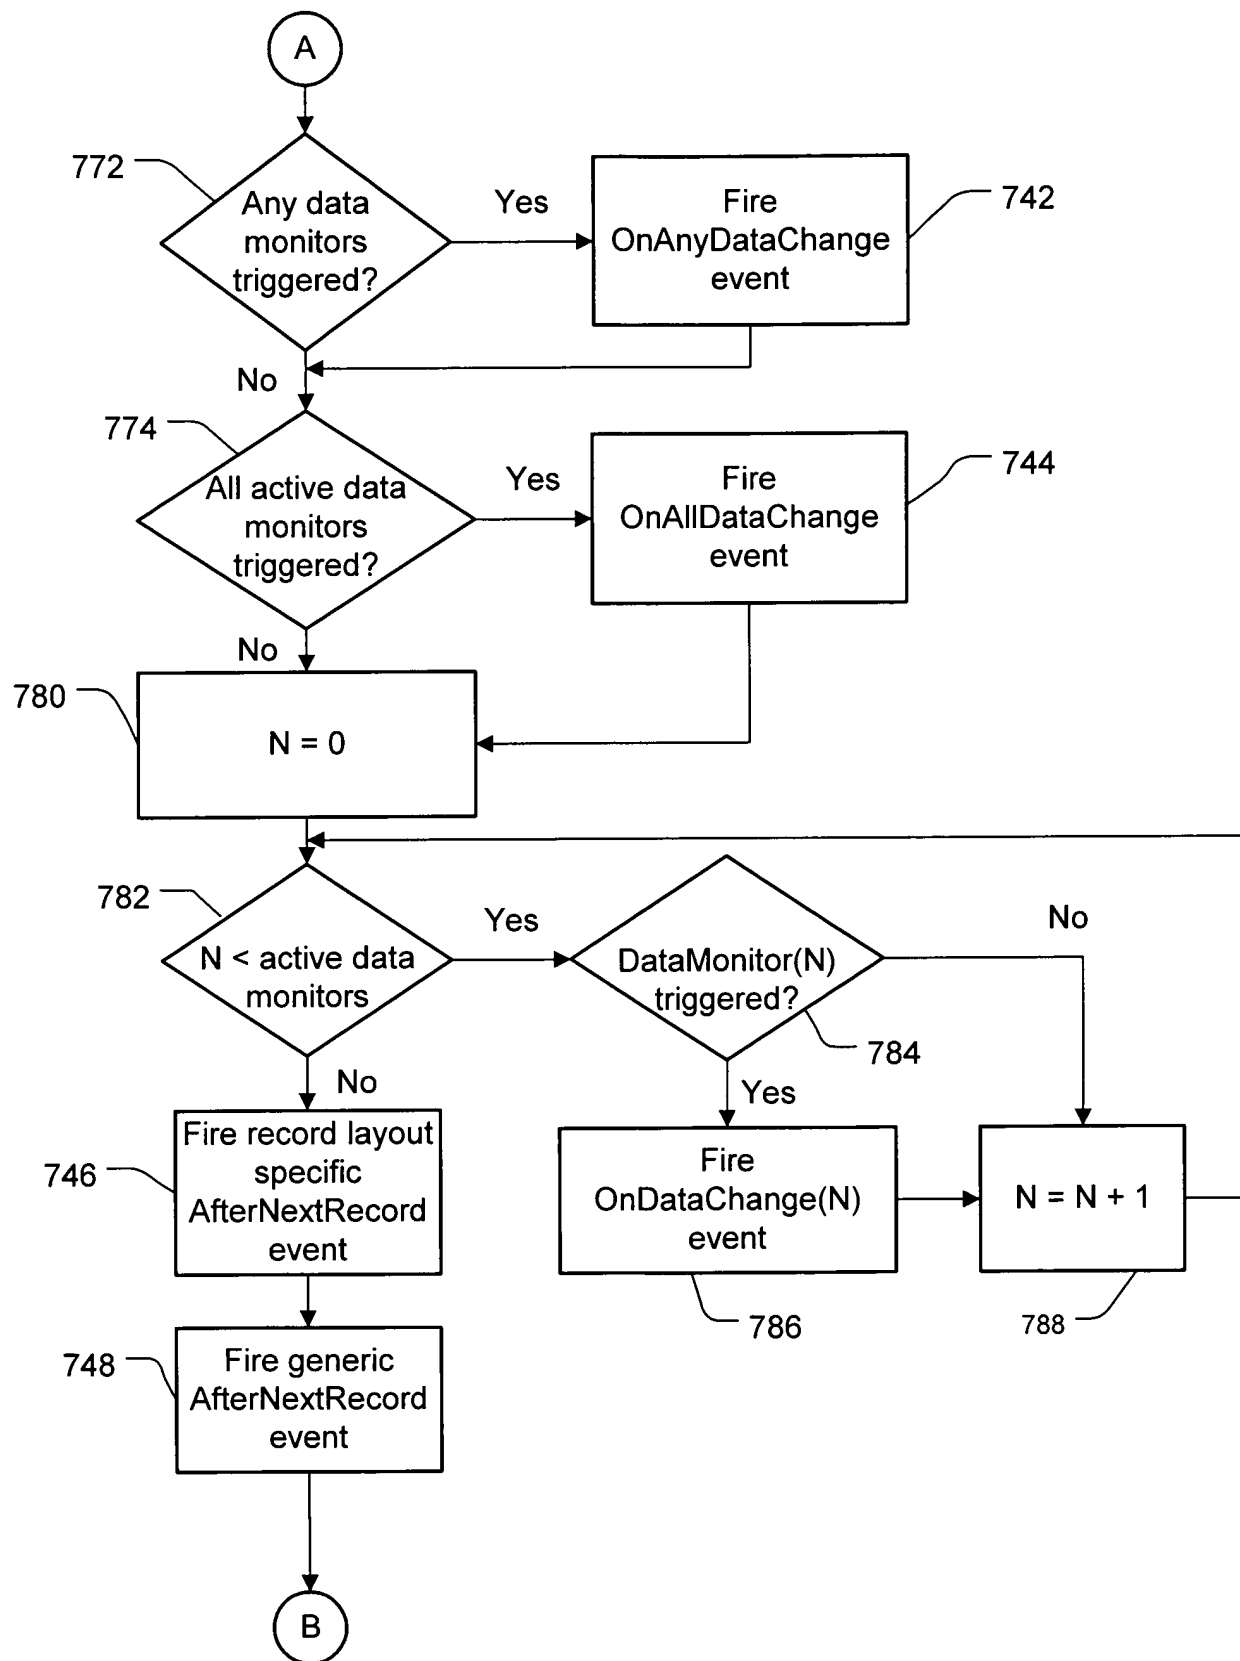 A
772
Any data
monitors
triggered?
Yes
Fire
OnAnyDataChange
event
742
No
774
All active data
monitors
triggered?
Yes
Fire
OnAllDataChange
event
744
No
780
N = 0
782
N < active data
monitors
Yes
DataMonitor(N)
triggered?
No
784
No
Yes
746
Fire record layout
specific
AfterNextRecord
event
Fire
OnDataChange(N)
event
N = N + 1
786
788
748
Fire generic
AfterNextRecord
event
B